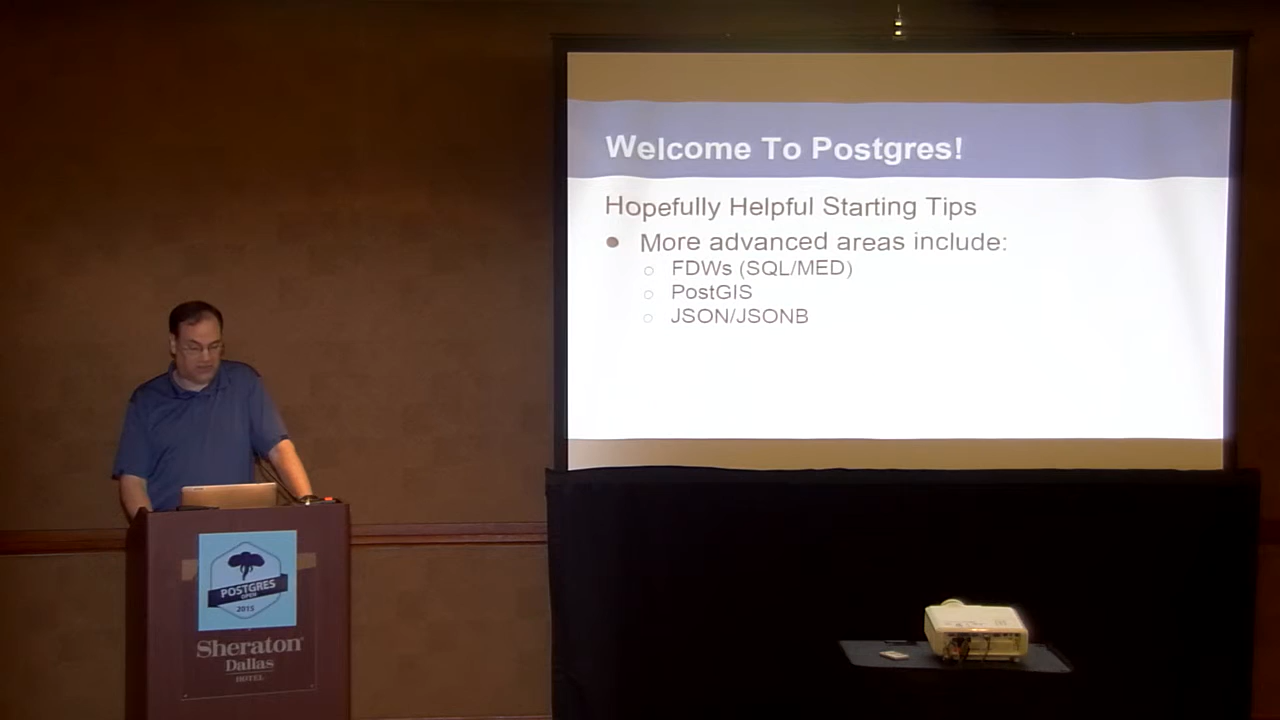 Welcome To Postgres!
Hopefully Helpful Starting Tips
● More advanced areas include:
○ FDWs (SQL/MED)
○ PostGIS
○ JSON/JSONB
POSTGRES
OPEN
2015
Sheraton
Dallas
HOTEL